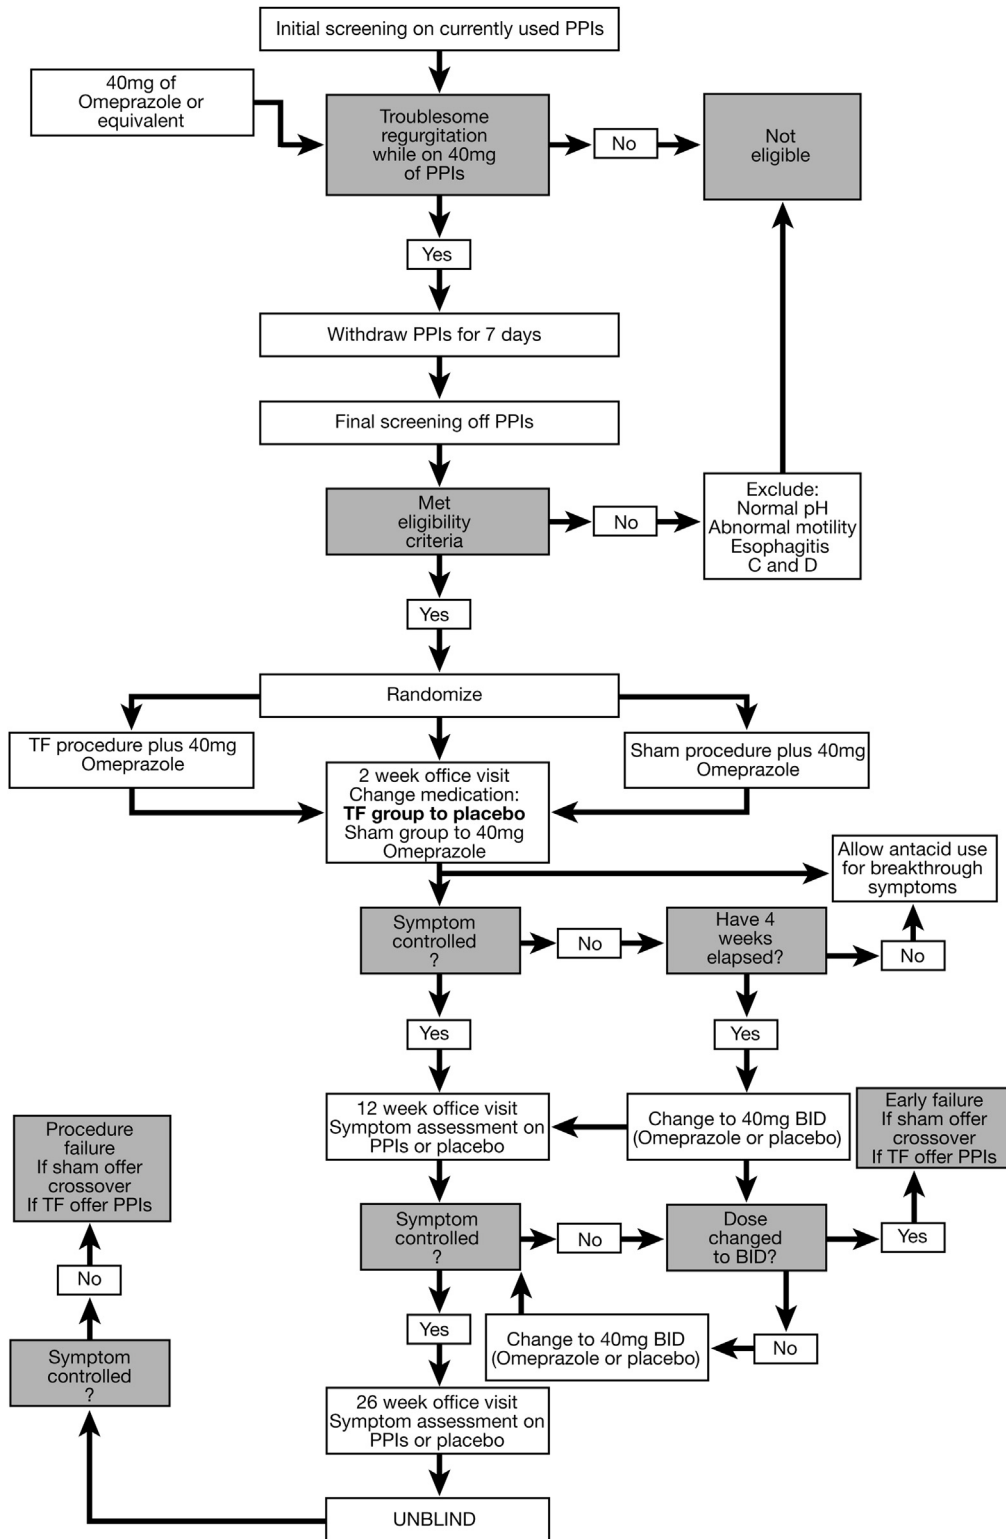 Initial screening on currently used PPIs
40mg of
Omeprazole or
equivalent
Troublesome
regurgitation
while on 40mg
of PPIs
No
Not
eligible
Yes
Withdraw PPIs for 7 days
Final screening off PPIs
Met
eligibility
criteria
No
Exclude:
Normal pH
Abnormal motility
Esophagitis
C and D
Yes
Randomize
TF procedure plus 40mg
Omeprazole
Sham procedure plus 40mg
Omeprazole
2 week office visit
Change medication:
TF group to placebo
Sham group to 40mg
Omeprazole
Allow antacid use
for breakthrough
symptoms
Symptom
controlled
?
No
Have 4
weeks
elapsed?
No
Yes
Yes
12 week office visit
Symptom assessment on
PPIs or placebo
Change to 40mg BID
(Omeprazole or placebo)
Early failure
If sham offer
crossover
If TF offer PPIs
Procedure
failure
If sham offer
crossover
If TF offer PPIs
Symptom
controlled
?
No
Dose
changed
to BID?
Yes
No
Yes
Change to 40mg BID
(Omeprazole or placebo)
No
Symptom
controlled
?
26 week office visit
Symptom assessment on
PPIs or placebo
UNBLIND